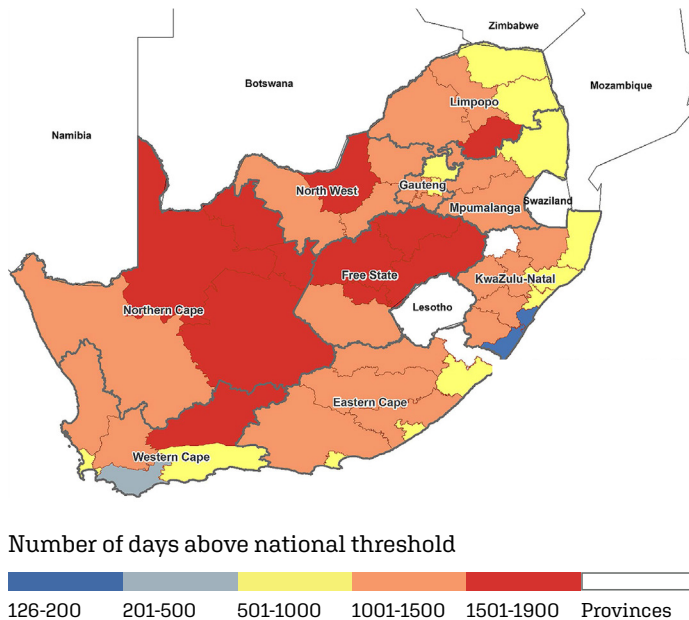 Zimbabwe
Botswana
Mozambique
Limpopo
Namibia
North West
Gauteng
Swaziland
Mpumalanga
Free State
KwaZulu-Natal
Northern Cape
Lesotho
Eastern Cape
Western Cape
Number of days above national threshold
126-200 201-500 501-1000 1001-1500 1501-1900 Provinces